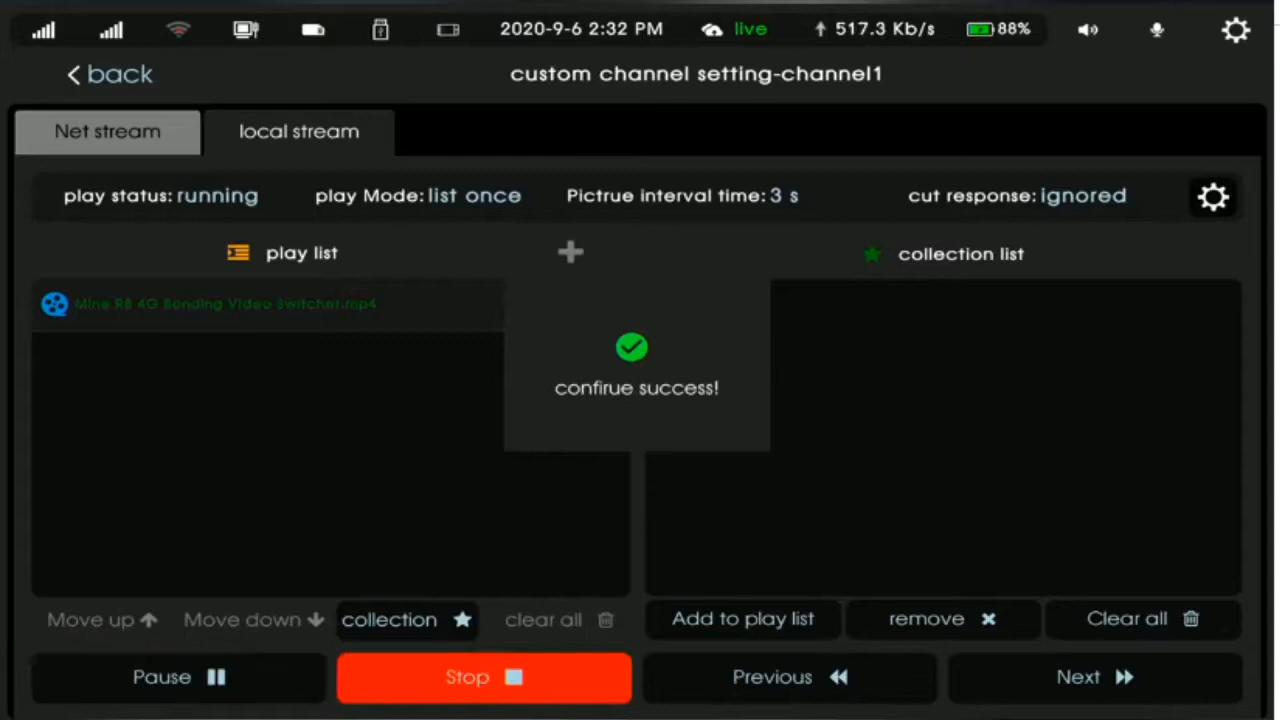 2020-9-6 2:32 PM live 517.3 Kb/s 88%
back custom channel setting-channel1
Net stream local stream
play status: running play Mode: list once Pictrue interval time: 3 s cut response: ignored
play list collection list
Mine R8 4G Bonding Video Switcher.mp4
confirue success!
Move up Move down collection clear all Add to play list remove Clear all
Pause Stop Previous Next